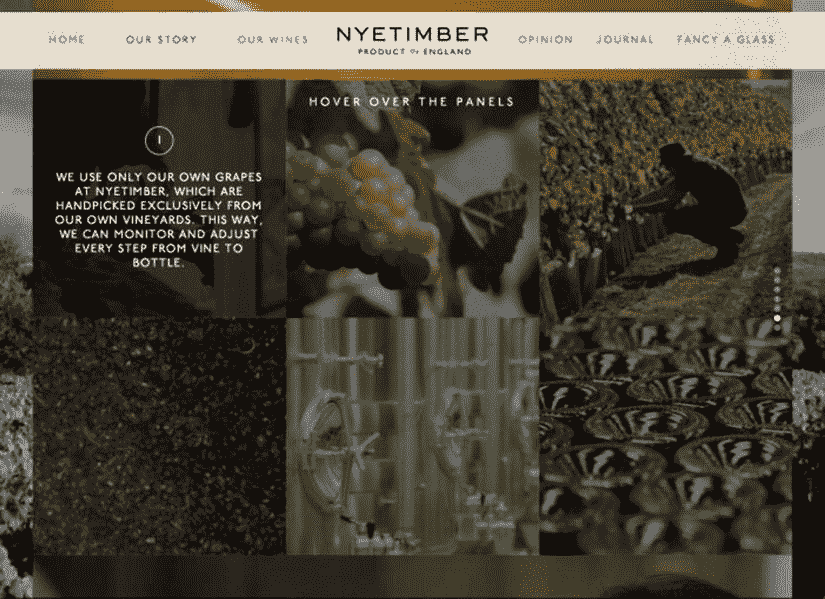 HOME
OUR STORY
OUR WINES
NYETIMBER
PRODUCT OF ENGLAND
OPINION
JOURNAL
FANCY A GLASS
HOVER OVER THE PANELS
I
WE USE ONLY OUR OWN GRAPES
AT NYETIMBER, WHICH ARE
HANDPICKED EXCLUSIVELY FROM
OUR OWN VINEYARDS. THIS WAY,
WE CAN MONITOR AND ADJUST
EVERY STEP FROM VINE TO
BOTTLE.